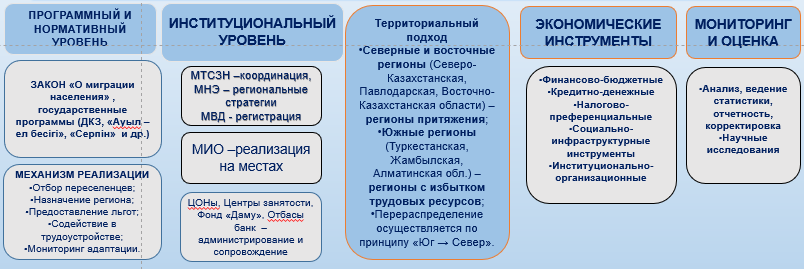 ПРОГРАММНЫЙ И
НОРМАТИВНЫЙ
УРОВЕНЬ
ЗАКОН «О миграции
населения» ,
государственные
программы (ДКЗ, «Ауыл –
ел бесігі», «Серпін» и др.)
МЕХАНИЗМ РЕАЛИЗАЦИИ
•Отбор переселенцев;
•Назначение региона;
•Предоставление льгот;
•Содействие в
трудоустройстве;
•Мониторинг адаптации.
ИНСТИТУЦИОНАЛЬНЫЙ
УРОВЕНЬ
МТСЗН –координация,
МНЭ – региональные
стратегии
МВД - регистрация
МИО –реализация
на местах
ЦОНы, Центры занятости,
Фонд «Даму», Отбасы
банк –
администрирование и
сопровождение
Территориальный
подход
•Северные и восточные
регионы (Северо-
Казахстанская,
Павлодарская, Восточно-
Казахстанская области) –
регионы притяжения;
•Южные регионы
(Туркестанская,
Жамбылская,
Алматинская обл.) –
регионы с избытком
трудовых ресурсов;
•Перераспределение
осуществляется по
принципу «Юг → Север».
ЭКОНОМИЧЕСКИЕ
ИНСТРУМЕНТЫ
•Финансово-бюджетные
•Кредитно-денежные
•Налогово-
преференциальные
•Социально-
инфраструктурные
инструменты
•Институционально-
организационные
МОНИТОРИНГ
И ОЦЕНКА
•Анализ, ведение
статистики,
отчетность,
корректировка
•Научные
исследования